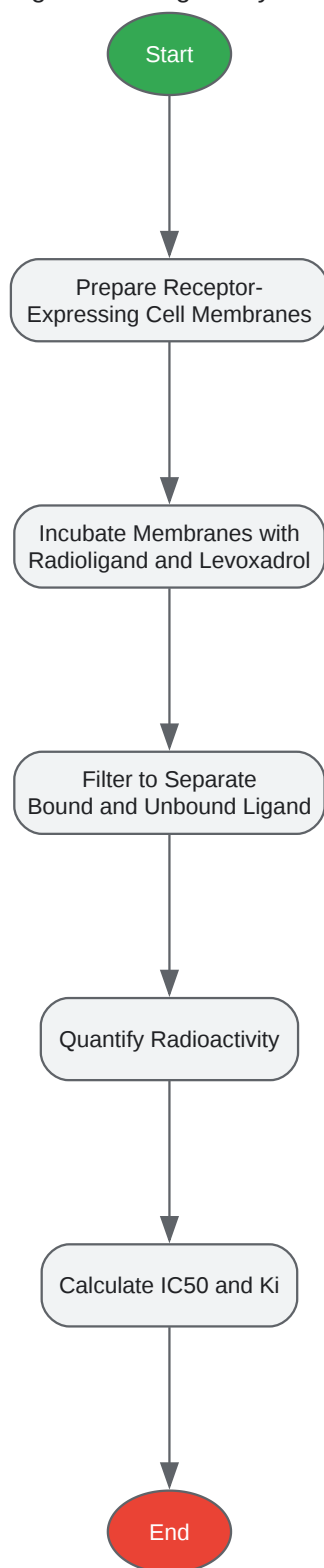 Start
Prepare Receptor-
Expressing Cell Membranes
Incubate Membranes with
Radioligand and Levoxadrol
Filter to Separate
Bound and Unbound Ligand
Quantify Radioactivity
Calculate IC50 and Ki
End